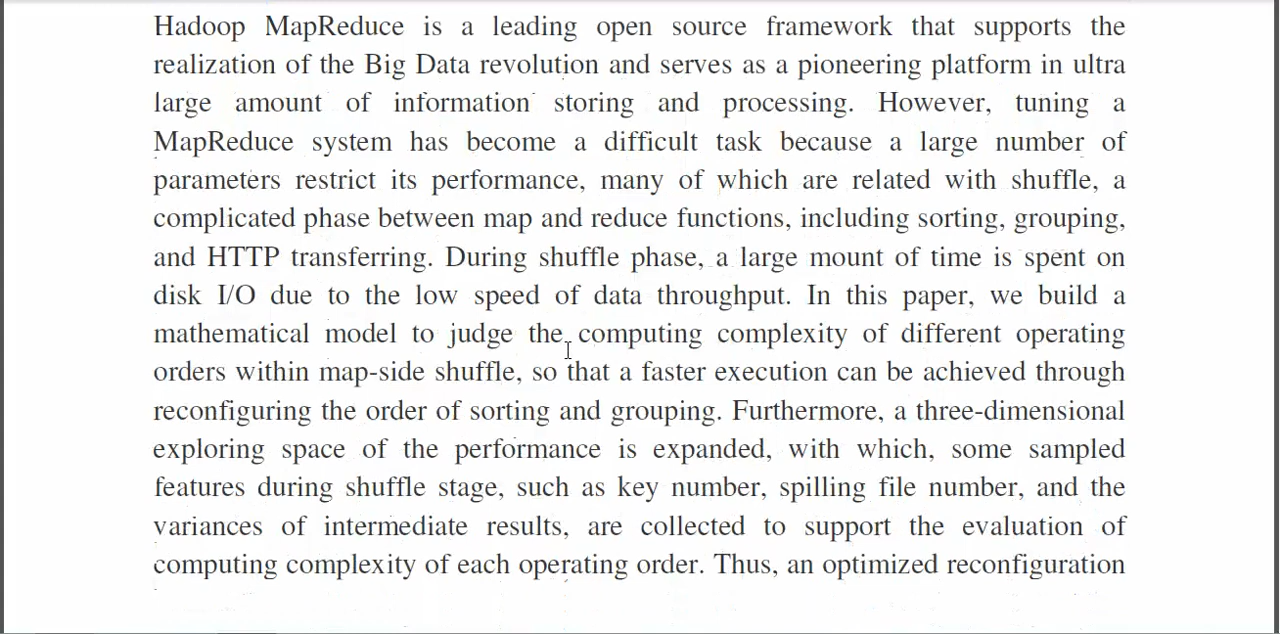 Hadoop MapReduce is a leading open source framework that supports the
realization of the Big Data revolution and serves as a pioneering platform in ultra
large amount of information storing and processing. However, tuning a
MapReduce system has become a difficult task because a large number of
parameters restrict its performance, many of which are related with shuffle, a
complicated phase between map and reduce functions, including sorting, grouping,
and HTTP transferring. During shuffle phase, a large mount of time is spent on
disk I/O due to the low speed of data throughput. In this paper, we build a
mathematical model to judge the computing complexity of different operating
orders within map-side shuffle, so that a faster execution can be achieved through
reconfiguring the order of sorting and grouping. Furthermore, a three-dimensional
exploring space of the performance is expanded, with which, some sampled
features during shuffle stage, such as key number, spilling file number, and the
variances of intermediate results, are collected to support the evaluation of
computing complexity of each operating order. Thus, an optimized reconfiguration